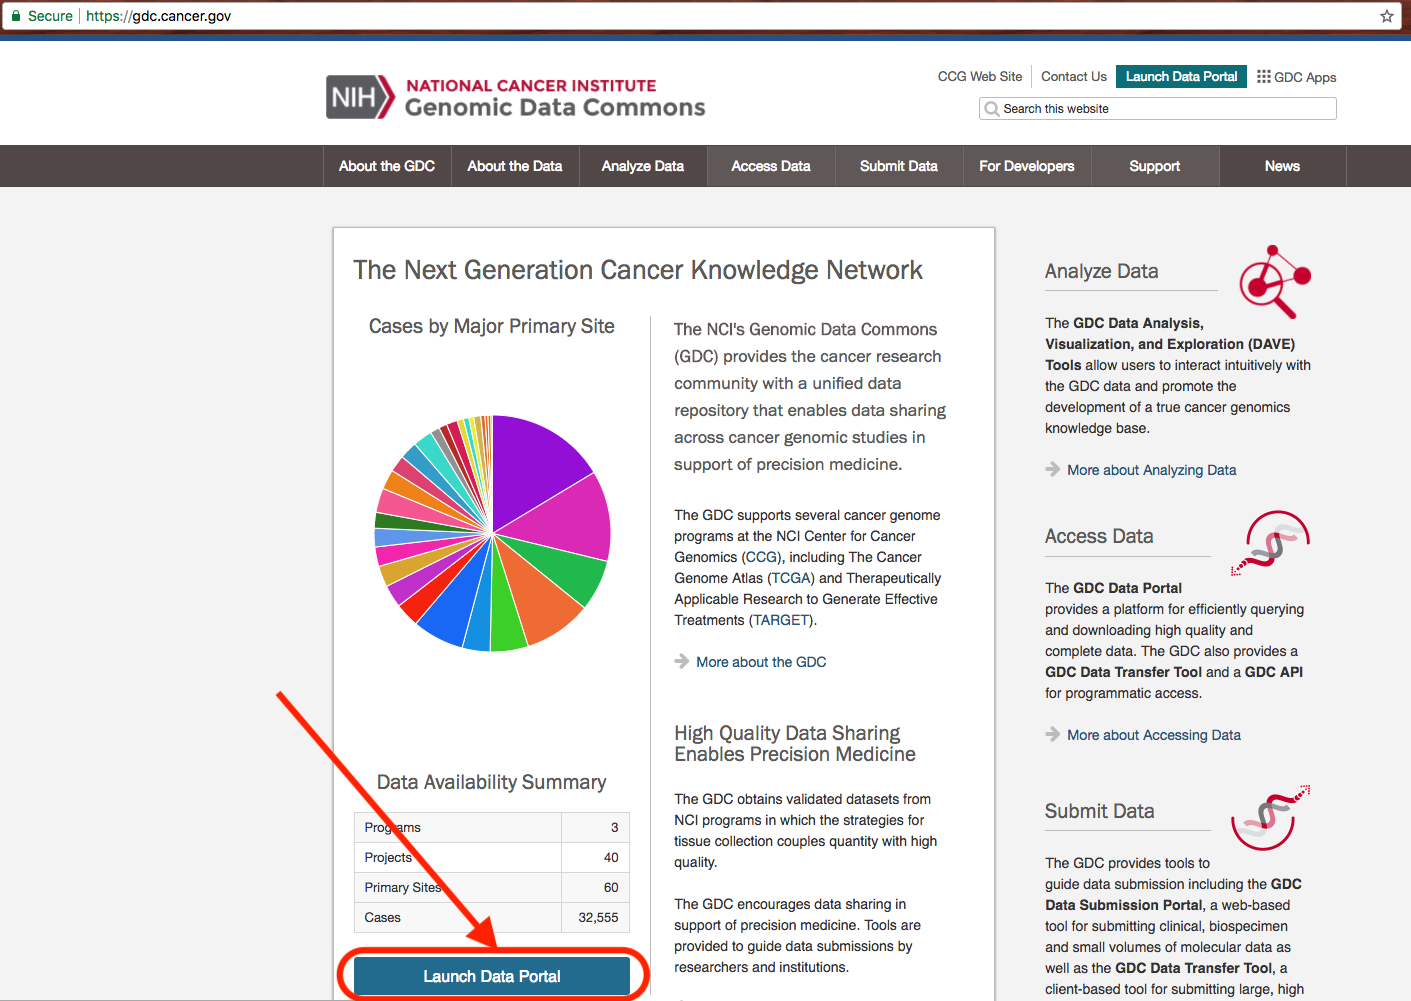 Secure
https://gdc.cancer.gov
NIH
NATIONAL CANCER INSTITUTE
Genomic Data Commons
CCG Web Site
Contact Us
Launch Data Portal
GDC Apps
Search this website
About the GDC
About the Data
Analyze Data
Access Data
Submit Data
For Developers
Support
News
The Next Generation Cancer Knowledge Network
Cases by Major Primary Site
Data Availability Summary
Programs 3
Projects 40
Primary Sites 60
Cases 32,555
Launch Data Portal
The NCI's Genomic Data Commons
(GDC) provides the cancer research
community with a unified data
repository that enables data sharing
across cancer genomic studies in
support of precision medicine.
The GDC supports several cancer genome
programs at the NCI Center for Cancer
Genomics (CCG), including The Cancer
Genome Atlas (TCGA) and Therapeutically
Applicable Research to Generate Effective
Treatments (TARGET).
More about the GDC
High Quality Data Sharing
Enables Precision Medicine
The GDC obtains validated datasets from
NCI programs in which the strategies for
tissue collection couples quantity with high
quality.
The GDC encourages data sharing in
support of precision medicine. Tools are
provided to guide data submissions by
researchers and institutions.
Analyze Data
The GDC Data Analysis,
Visualization, and Exploration (DAVE)
Tools allow users to interact intuitively with
the GDC data and promote the
development of a true cancer genomics
knowledge base.
More about Analyzing Data
Access Data
The GDC Data Portal
provides a platform for efficiently querying
and downloading high quality and
complete data. The GDC also provides a
GDC Data Transfer Tool and a GDC API
for programmatic access.
More about Accessing Data
Submit Data
The GDC provides tools to
guide data submission including the GDC
Data Submission Portal, a web-based
tool for submitting clinical, biospecimen
and small volumes of molecular data as
well as the GDC Data Transfer Tool, a
client-based tool for submitting large, high